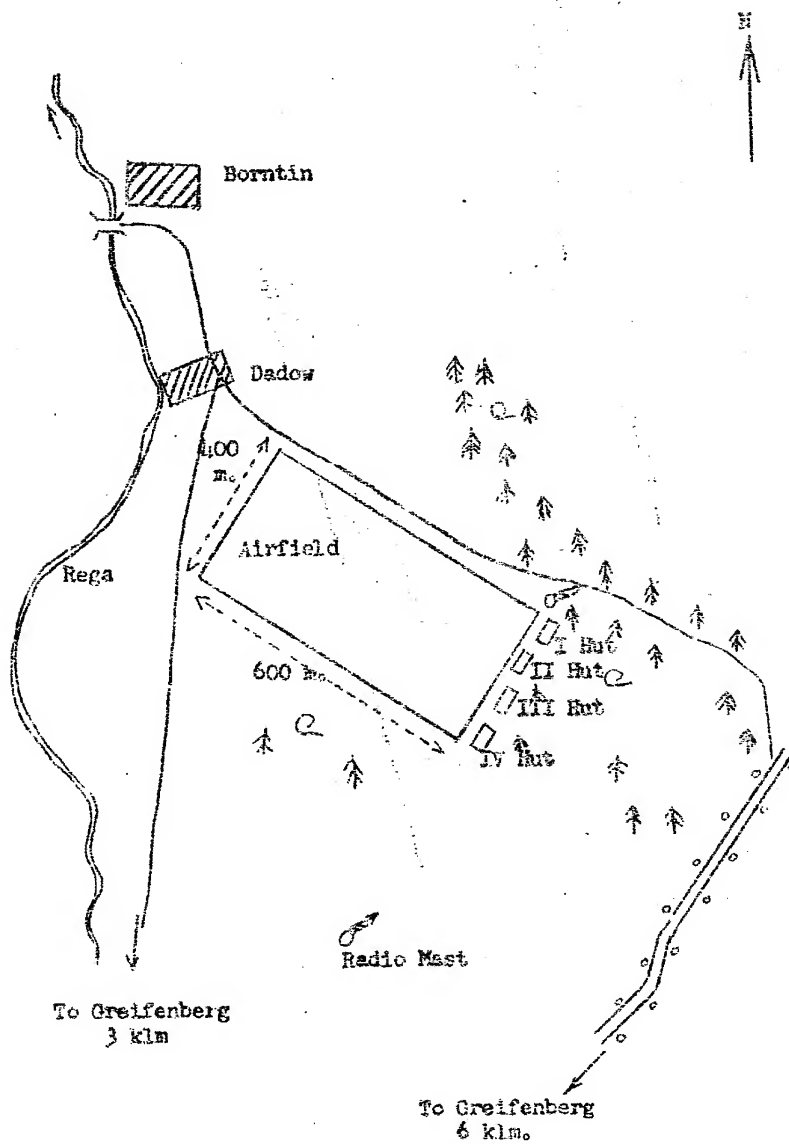 N
Borntin
Dadow
400
m.
Airfield
Rega
600 m.
I Hut
II Hut
III Hut
IV Hut
Radio Mast
To Greifenberg
3 klm
To Greifenberg
6 klm.